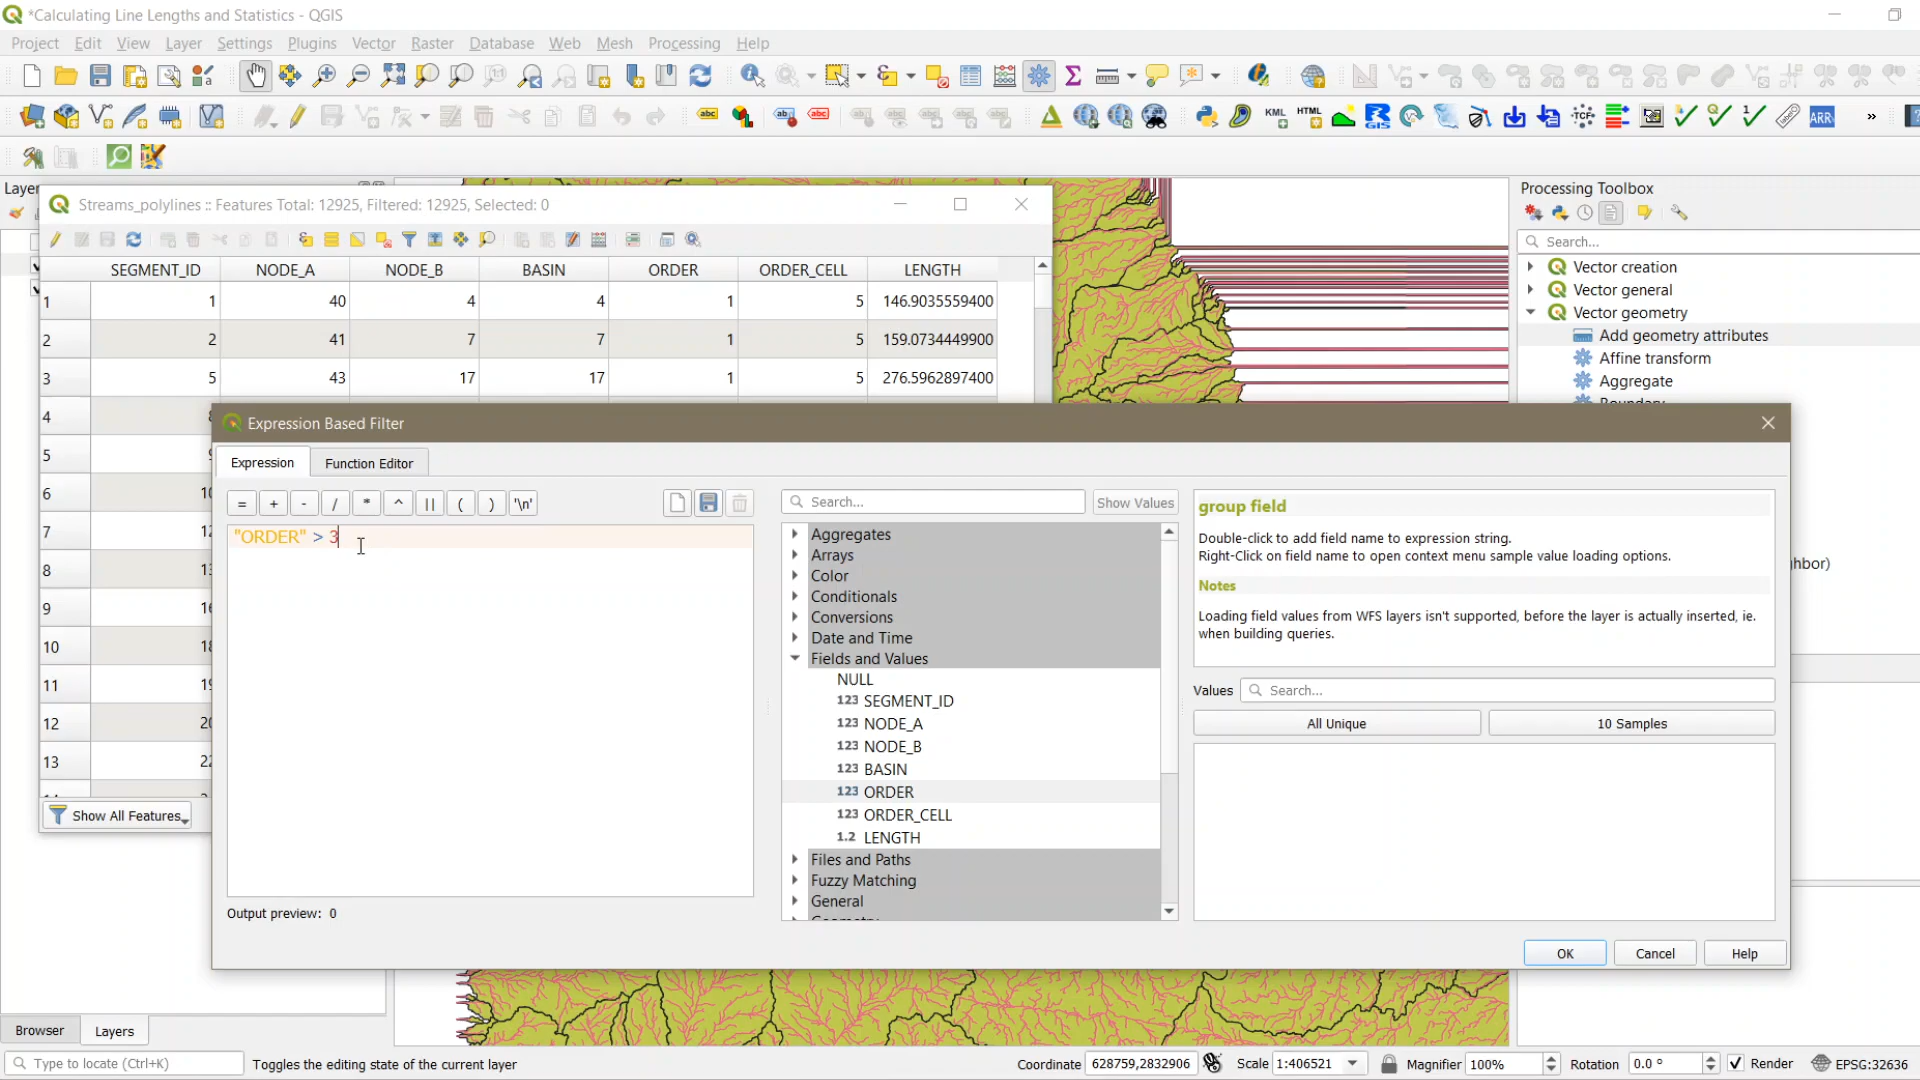 *Calculating Line Lengths and Statistics - QGIS
Project Edit View Layer Settings Plugins Vector Raster Database Web Mesh Processing Help
KML HTML
R GIS
TCF
ARR
»
Streams_polylines :: Features Total: 12925, Filtered: 12925, Selected: 0
Processing Toolbox
Search...
SEGMENT_ID NODE_A NODE_B BASIN ORDER ORDER_CELL LENGTH
1 1 40 4 4 1 5 146.9035559400
2 2 41 7 7 1 5 159.0734449900
3 5 43 17 17 1 5 276.5962897400
4
5
6
7
8
9
10
11
12
13
Show All Features
Vector creation
Vector general
Vector geometry
Add geometry attributes
Affine transform
Aggregate
hbor)
Expression Based Filter
Expression Function Editor
= + - / * ^ || ( ) '\n'
"ORDER" > 3
Output preview: 0
Search... Show Values
Aggregates
Arrays
Color
Conditionals
Conversions
Date and Time
Fields and Values
NULL
123 SEGMENT_ID
123 NODE_A
123 NODE_B
123 BASIN
123 ORDER
123 ORDER_CELL
1.2 LENGTH
Files and Paths
Fuzzy Matching
General
group field
Double-click to add field name to expression string.
Right-Click on field name to open context menu sample value loading options.
Notes
Loading field values from WFS layers isn't supported, before the layer is actually inserted, ie.
when building queries.
Values Search...
All Unique 10 Samples
OK Cancel Help
Browser Layers
Type to locate (Ctrl+K) Toggles the editing state of the current layer Coordinate 628759,2832906 Scale 1:406521 Magnifier 100% Rotation 0.0 ° Render EPSG:32636